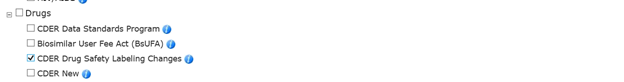 Drugs
CDER Data Standards Program
Biosimilar User Fee Act (BsUFA)
CDER Drug Safety Labeling Changes
CDER New